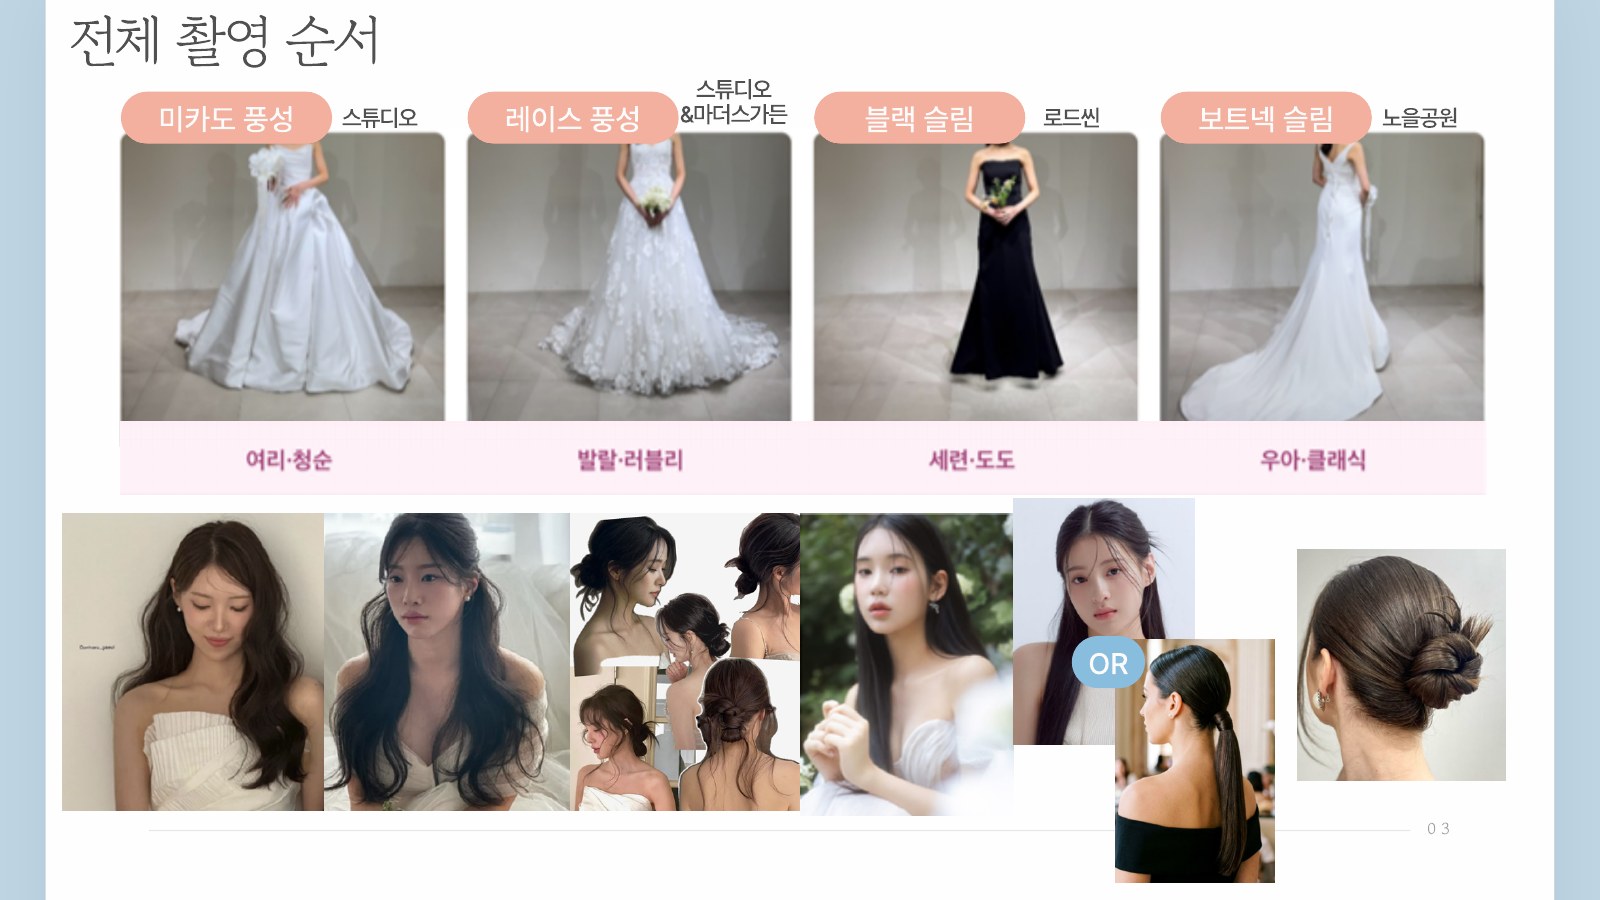 전체 촬영 순서
미카도 풍성
스튜디오
레이스 풍성
스튜디오
&마더스가든
블랙 슬림
로드씬
보트넥 슬림
노을공원
여리·청순
발랄·러블리
세련·도도
우아·클래식
OR
03